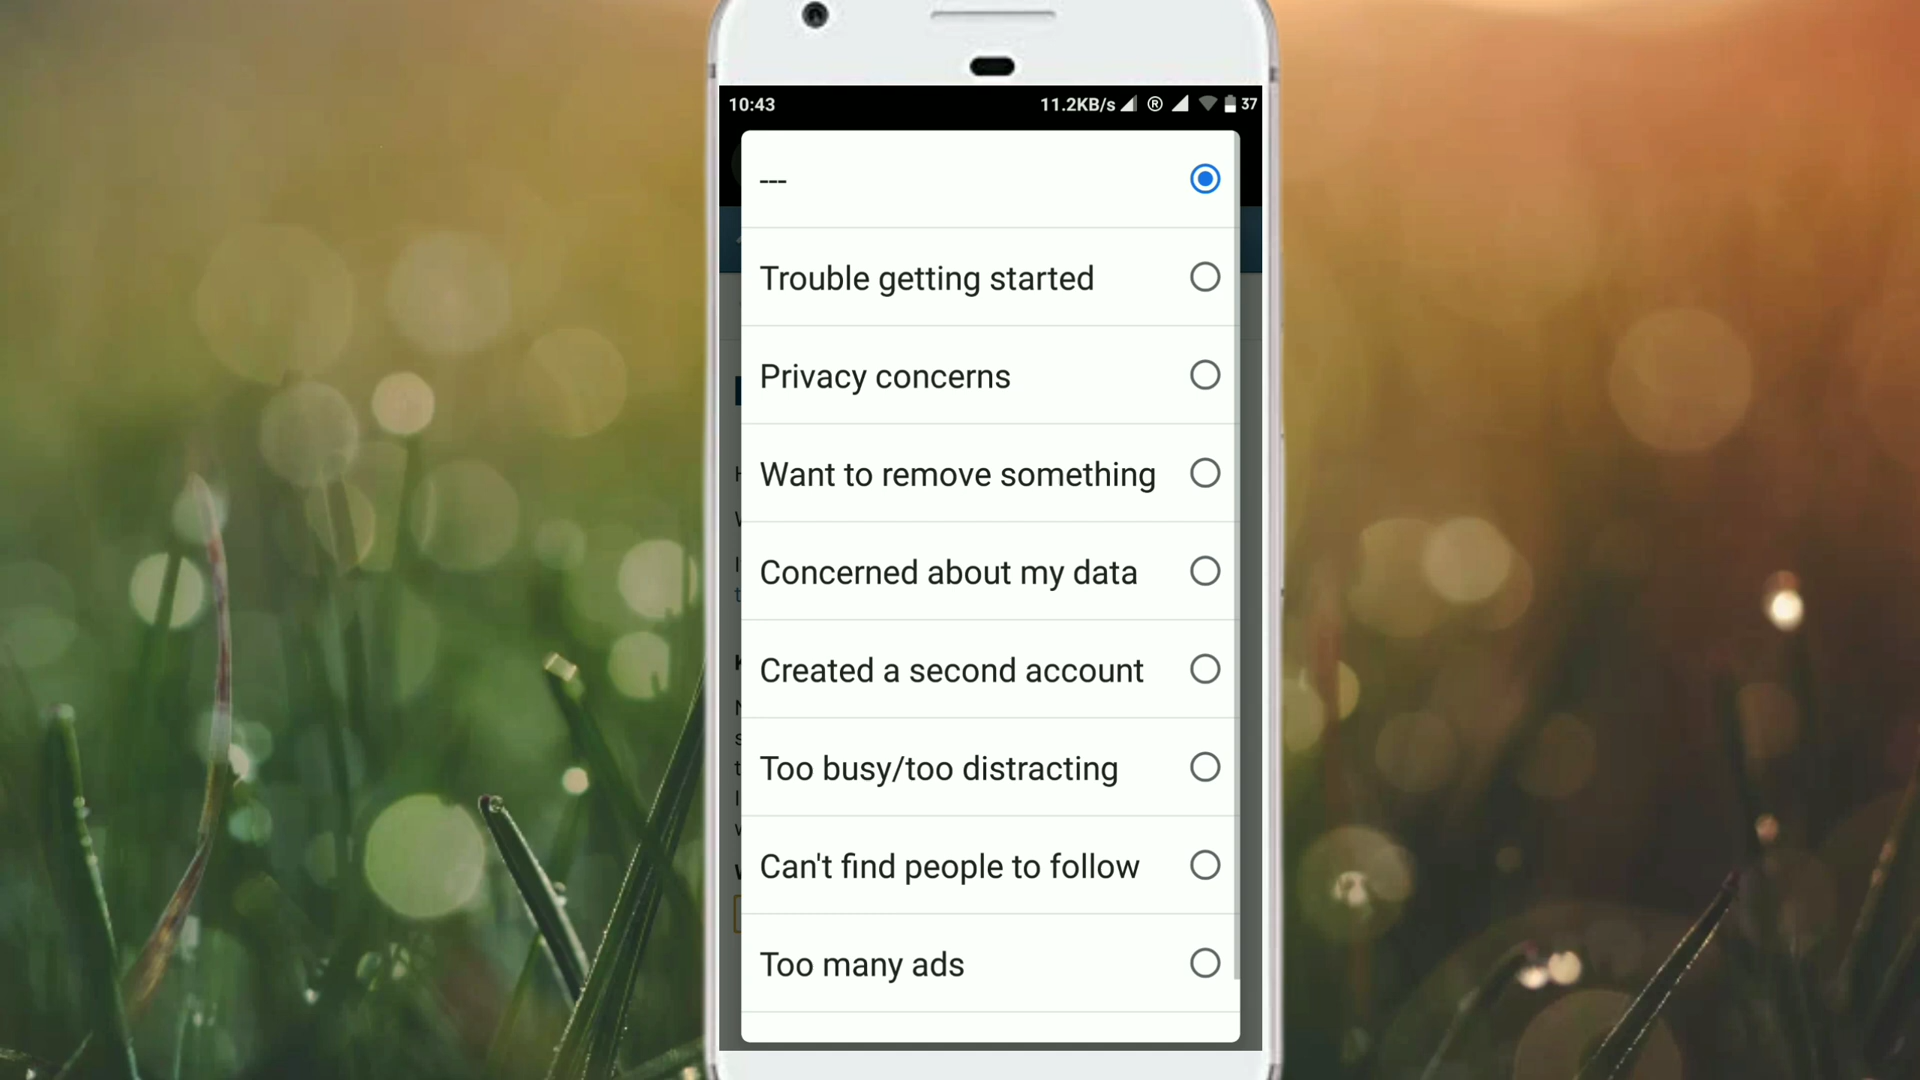 10:43 11.2KB/s ® 37
---
Trouble getting started
Privacy concerns
Want to remove something
Concerned about my data
Created a second account
Too busy/too distracting
Can't find people to follow
Too many ads